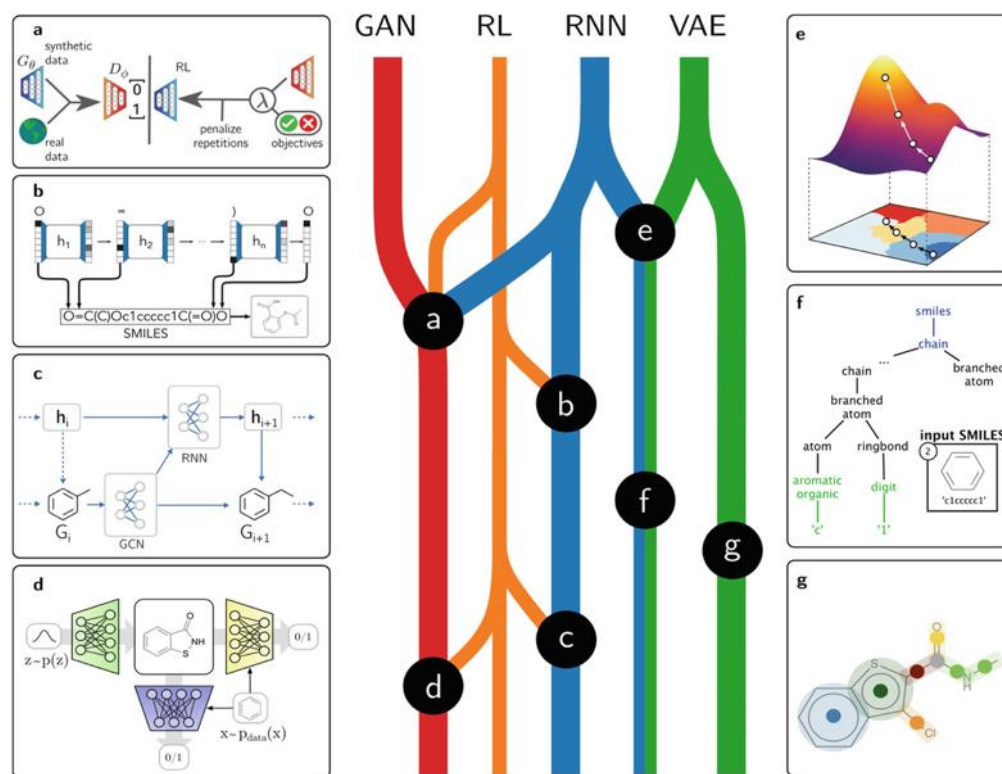 GAN RL RNN VAE
a
synthetic
data
Gθ
Dϕ
0
1
RL
λ
real
data
penalize
repetitions
objectives
b
O = ) O
h1 h2 ... hn
O=C(C)Oc1ccccc1C(=O)O
SMILES
c
hi
hi+1
RNN
Gi
GCN
Gi+1
d
O
NH
S
0/1
z~p(z)
x~pdata(x)
0/1
a
b
c
d
e
f
g
e
f
smiles
chain
...
chain
branched
atom
branched
atom
atom
ringbond
aromatic
organic
digit
'c'
'1'
input SMILES
2
'c1ccccc1'
g
O
S
N
H
Cl